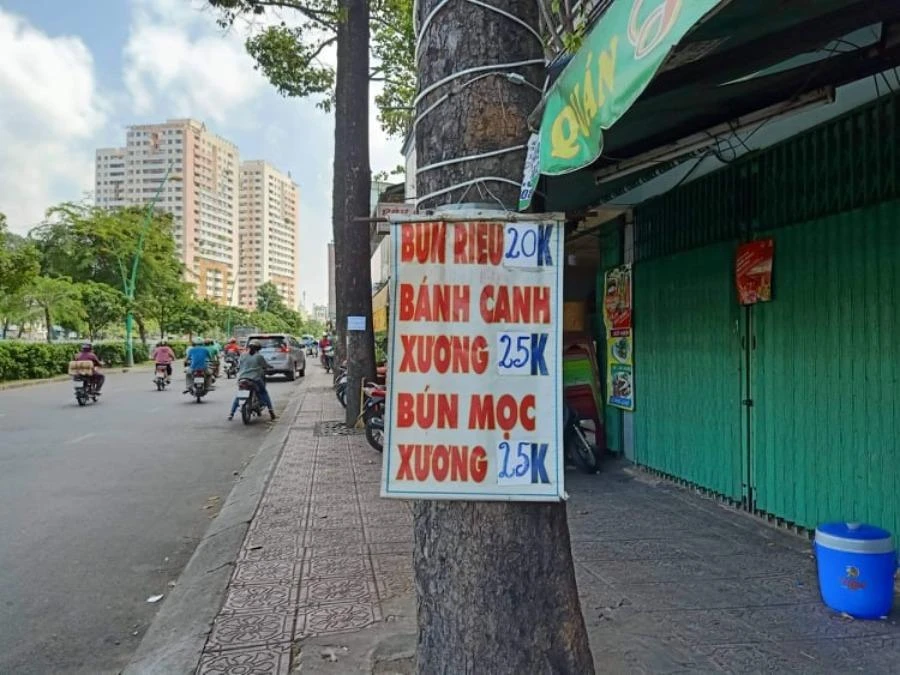 QUÁN
BÚN RIÊU 20K
BÁNH CANH
XƯƠNG 25K
BÚN MỌC
XƯƠNG 25K